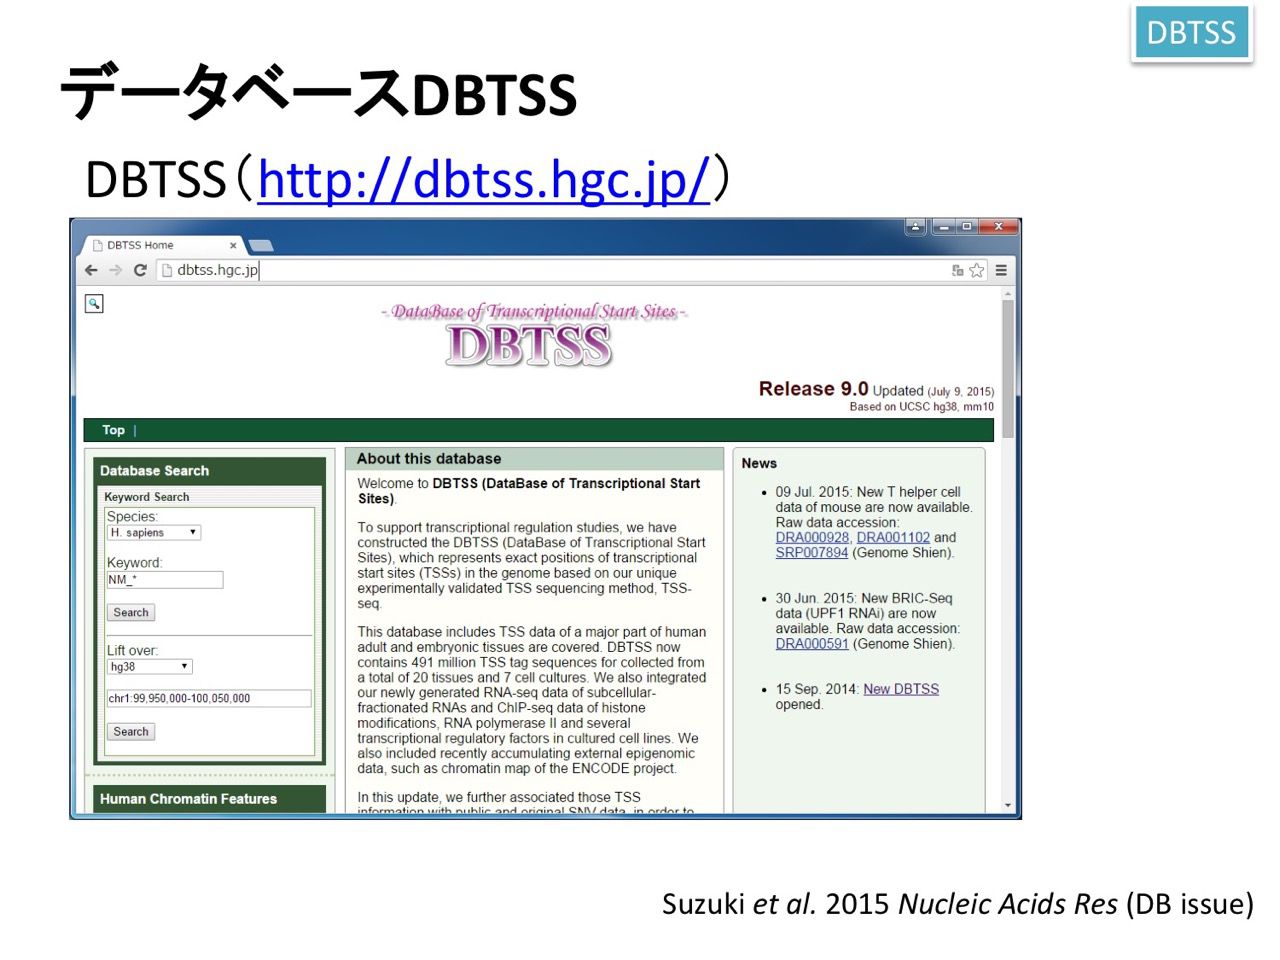 DBTSS
データベースDBTSS
DBTSS（http://dbtss.hgc.jp/）
DBTSS Home
dbtss.hgc.jp
- DataBase of Transcriptional Start Sites -
DBTSS
Release 9.0 Updated (July 9, 2015)
Based on UCSC hg38, mm10
Top |
Database Search
Keyword Search
Species:
H. sapiens
Keyword:
NM_*
Search
Lift over:
hg38
chr1:99,950,000-100,050,000
Search
Human Chromatin Features
About this database
Welcome to DBTSS (DataBase of Transcriptional Start
Sites).
To support transcriptional regulation studies, we have
constructed the DBTSS (DataBase of Transcriptional Start
Sites), which represents exact positions of transcriptional
start sites (TSSs) in the genome based on our unique
experimentally validated TSS sequencing method, TSS-
seq.
This database includes TSS data of a major part of human
adult and embryonic tissues are covered. DBTSS now
contains 491 million TSS tag sequences for collected from
a total of 20 tissues and 7 cell cultures. We also integrated
our newly generated RNA-seq data of subcellular-
fractionated RNAs and ChIP-seq data of histone
modifications, RNA polymerase II and several
transcriptional regulatory factors in cultured cell lines. We
also included recently accumulating external epigenomic
data, such as chromatin map of the ENCODE project.
In this update, we further associated those TSS
information with public and original SNV data, in order to
News
• 09 Jul. 2015: New T helper cell
data of mouse are now available.
Raw data accession:
DRA000928, DRA001102 and
SRP007894 (Genome Shien).
• 30 Jun. 2015: New BRIC-Seq
data (UPF1 RNAi) are now
available. Raw data accession:
DRA000591 (Genome Shien).
• 15 Sep. 2014: New DBTSS
opened.
Suzuki et al. 2015 Nucleic Acids Res (DB issue)